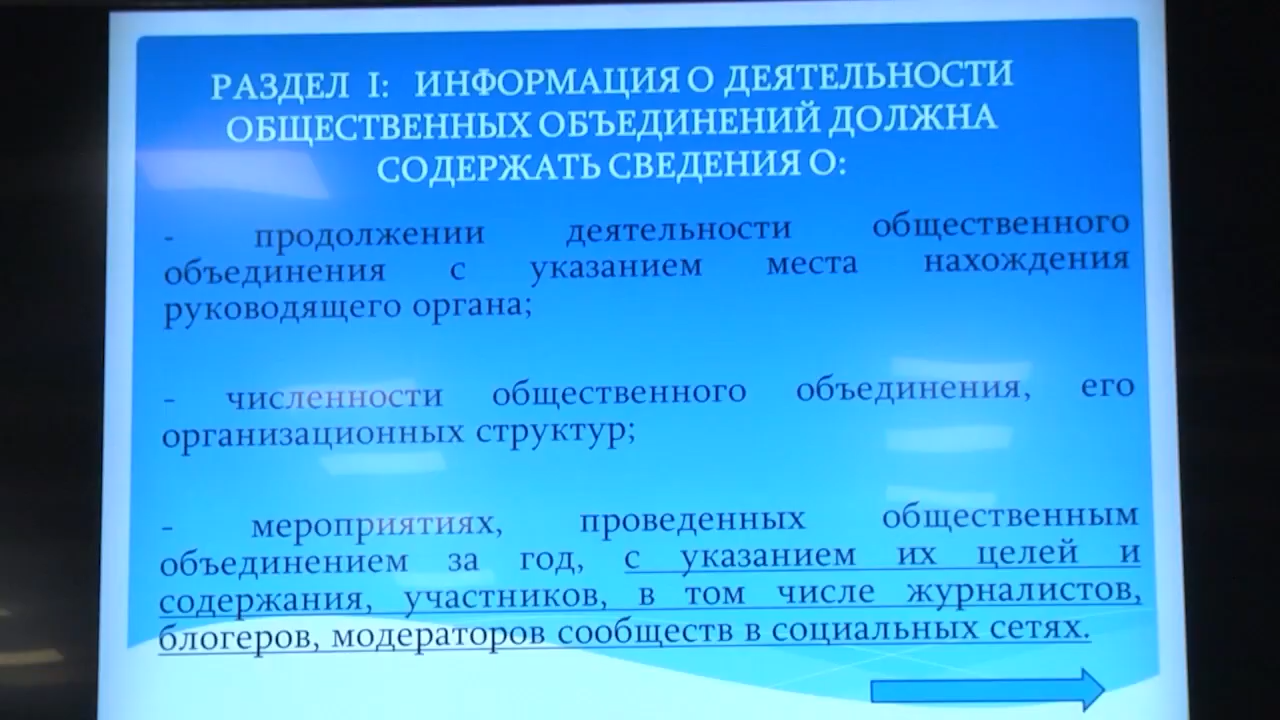 РАЗДЕЛ I: ИНФОРМАЦИЯ О ДЕЯТЕЛЬНОСТИ
ОБЩЕСТВЕННЫХ ОБЪЕДИНЕНИЙ ДОЛЖНА
СОДЕРЖАТЬ СВЕДЕНИЯ О:
- продолжении деятельности общественного
объединения с указанием места нахождения
руководящего органа;
- численности общественного объединения, его
организационных структур;
- мероприятиях, проведенных общественным
объединением за год, с указанием их целей и
содержания, участников, в том числе журналистов,
блогеров, модераторов сообществ в социальных сетях.